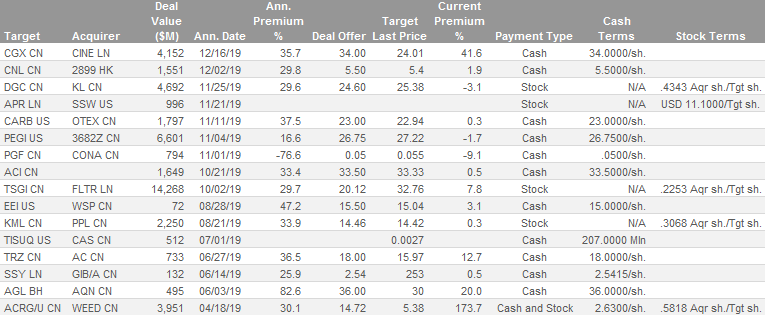 Deal Ann. Current
Value Premium Target Premium Cash
Target Acquirer ($M) Ann. Date % Deal Offer Last Price % Payment Type Terms Stock Terms
CGX CN CINE LN 4,152 12/16/19 35.7 34.00 24.01 41.6 Cash 34.0000/sh.
CNL CN 2899 HK 1,551 12/02/19 29.8 5.50 5.4 1.9 Cash 5.5000/sh.
DGC CN KL CN 4,692 11/25/19 29.6 24.60 25.38 -3.1 Stock N/A .4343 Aqr sh./Tgt sh.
APR LN SSW US 996 11/21/19 Stock N/A USD 11.1000/Tgt sh.
CARB US OTEX CN 1,797 11/11/19 37.5 23.00 22.94 0.3 Cash 23.0000/sh.
PEGI US 3682Z CN 6,601 11/04/19 16.6 26.75 27.22 -1.7 Cash 26.7500/sh.
PGF CN CONA CN 794 11/01/19 -76.6 0.05 0.055 -9.1 Cash .0500/sh.
ACI CN 1,649 10/21/19 33.4 33.50 33.33 0.5 Cash 33.5000/sh.
TSGI CN FLTR LN 14,268 10/02/19 29.7 20.12 32.76 7.8 Stock N/A .2253 Aqr sh./Tgt sh.
EEI US WSP CN 72 08/28/19 47.2 15.50 15.04 3.1 Cash 15.0000/sh.
KML CN PPL CN 2,250 08/21/19 33.9 14.46 14.42 0.3 Stock N/A .3068 Aqr sh./Tgt sh.
TISUQ US CAS CN 512 07/01/19 0.0027 Cash 207.0000 Mln
TRZ CN AC CN 733 06/27/19 36.5 18.00 15.97 12.7 Cash 18.0000/sh.
SSY LN GIB/A CN 132 06/14/19 25.9 2.54 253 0.5 Cash 2.5415/sh.
AGL BH AQN CN 495 06/03/19 82.6 36.00 30 20.0 Cash 36.0000/sh.
ACRG/U CN WEED CN 3,951 04/18/19 30.1 14.72 5.38 173.7 Cash and Stock 2.6300/sh. .5818 Aqr sh./Tgt sh.